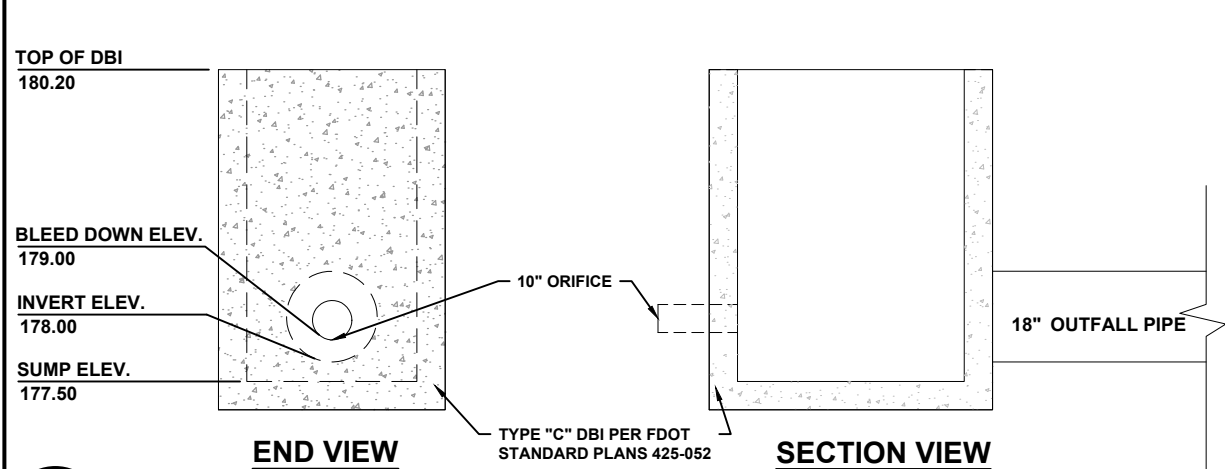 TOP OF DBI
180.20
BLEED DOWN ELEV.
179.00
INVERT ELEV.
178.00
SUMP ELEV.
177.50
10" ORIFICE
18" OUTFALL PIPE
TYPE "C" DBI PER FDOT
STANDARD PLANS 425-052
END VIEW
SECTION VIEW